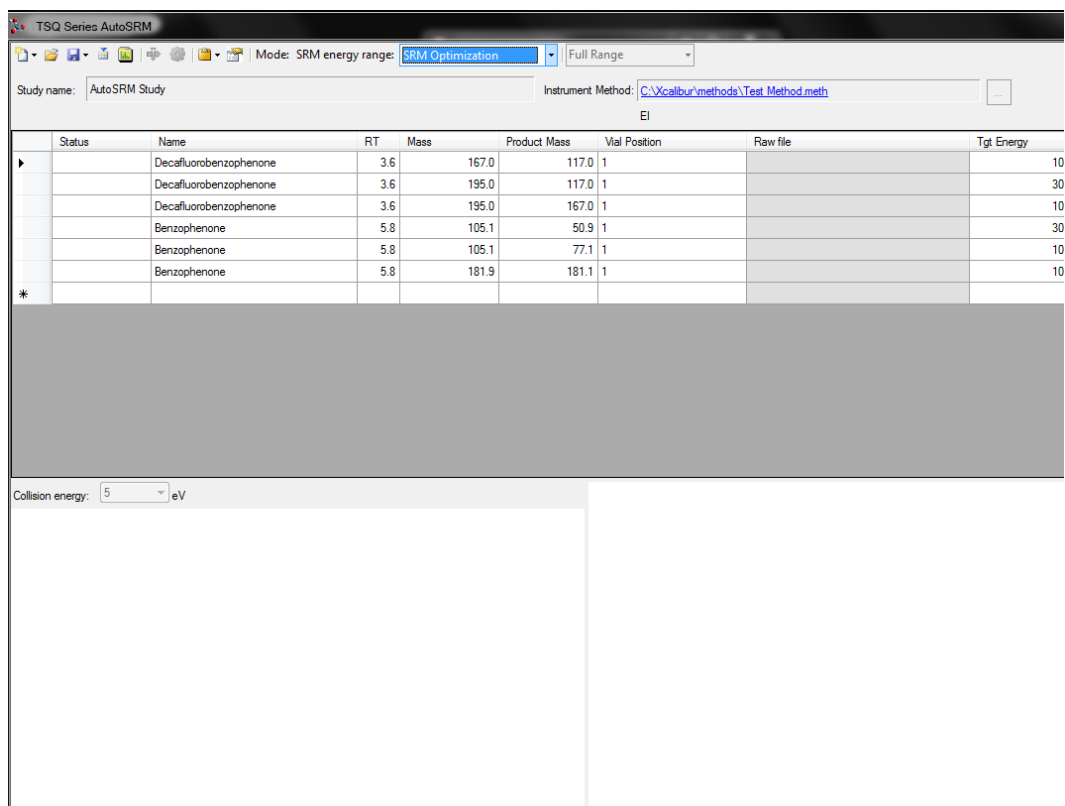 TSQ Series AutoSRM
Mode: SRM energy range: SRM Optimization Full Range
Study name: AutoSRM Study Instrument Method: C:\Xcalibur\methods\Test Method.meth ...
EI
Status Name RT Mass Product Mass Vial Position Raw file Tgt Energy
Decafluorobenzophenone 3.6 167.0 117.0 1 10
Decafluorobenzophenone 3.6 195.0 117.0 1 30
Decafluorobenzophenone 3.6 195.0 167.0 1 10
Benzophenone 5.8 105.1 50.9 1 30
Benzophenone 5.8 105.1 77.1 1 10
Benzophenone 5.8 181.9 181.1 1 10
Collision energy: 5 eV